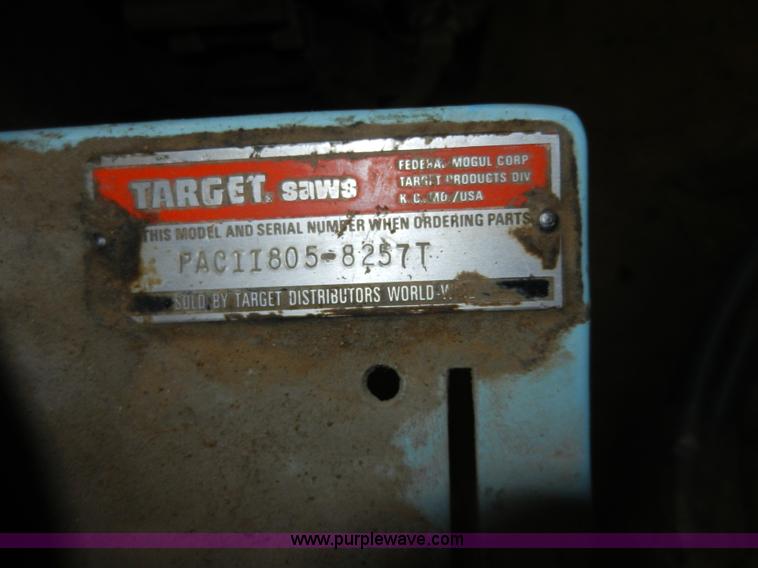 TARGET saws
FEDERAL MOGUL CORP
TARGET PRODUCTS DIV
K.C., MO./USA
THIS MODEL AND SERIAL NUMBER WHEN ORDERING PARTS
PACII805-8257T
SOLD BY TARGET DISTRIBUTORS
www.purplewave.com